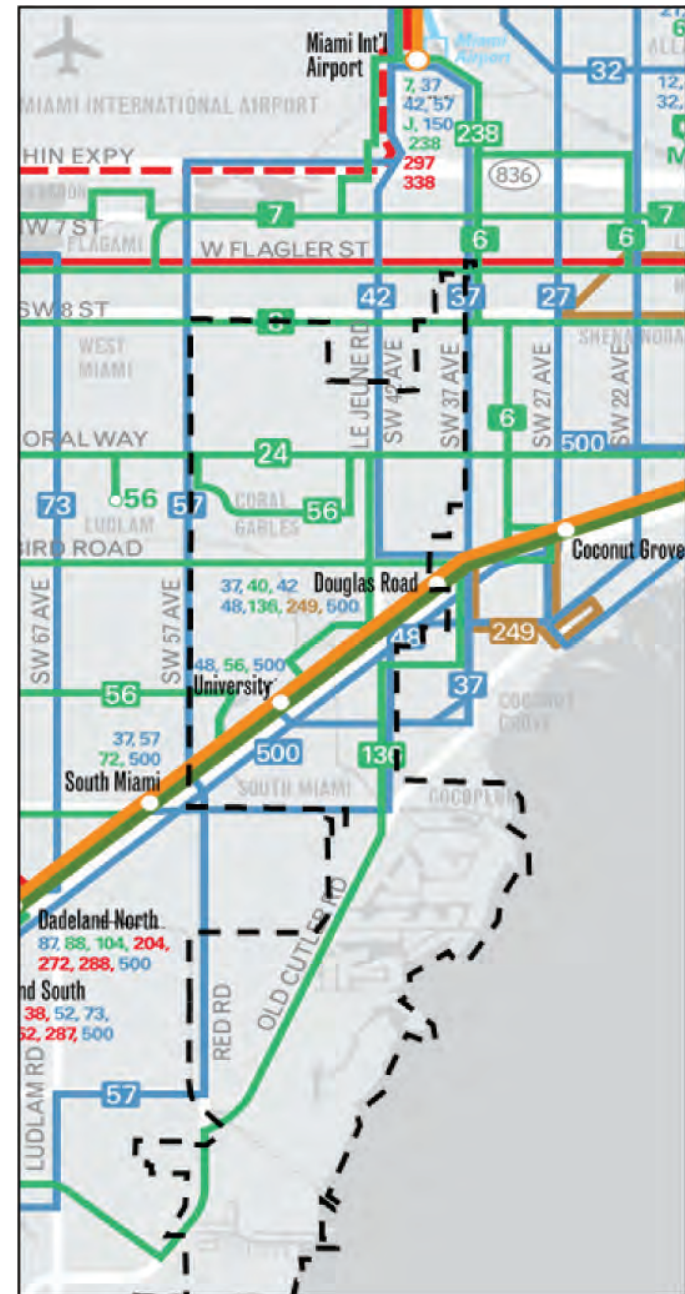 Miami Int'l
Airport
Miami
Airport
MIAMI INTERNATIONAL AIRPORT
7, 37
42, 57
J, 150
238
297
338
32
12,
32,
238
836
HIN EXPY
7
7
SW 7 ST
FLAGAMI
6
6
W FLAGLER ST
42
37
27
SW 8 ST
WEST
MIAMI
LE JEUNE RD
SW 42 AVE
SW 37 AVE
SW 27 AVE
SW 22 AVE
6
500
ORAL WAY
24
73
56
57
CORAL
GABLES
56
LUDLAM
BIRD ROAD
Coconut Grove
Douglas Road
37, 40, 42
48, 136, 249, 500
SW 67 AVE
SW 57 AVE
48
249
48, 56, 500
University
56
37
COCONUT
GROVE
37, 57
72, 500
500
136
South Miami
SOUTH MIAMI
COCOPLUM
Dadeland North
87, 88, 104, 204,
272, 288, 500
nd South
38, 52, 73,
52, 287, 500
OLD CUTLER RD
RED RD
LUDLAM RD
57